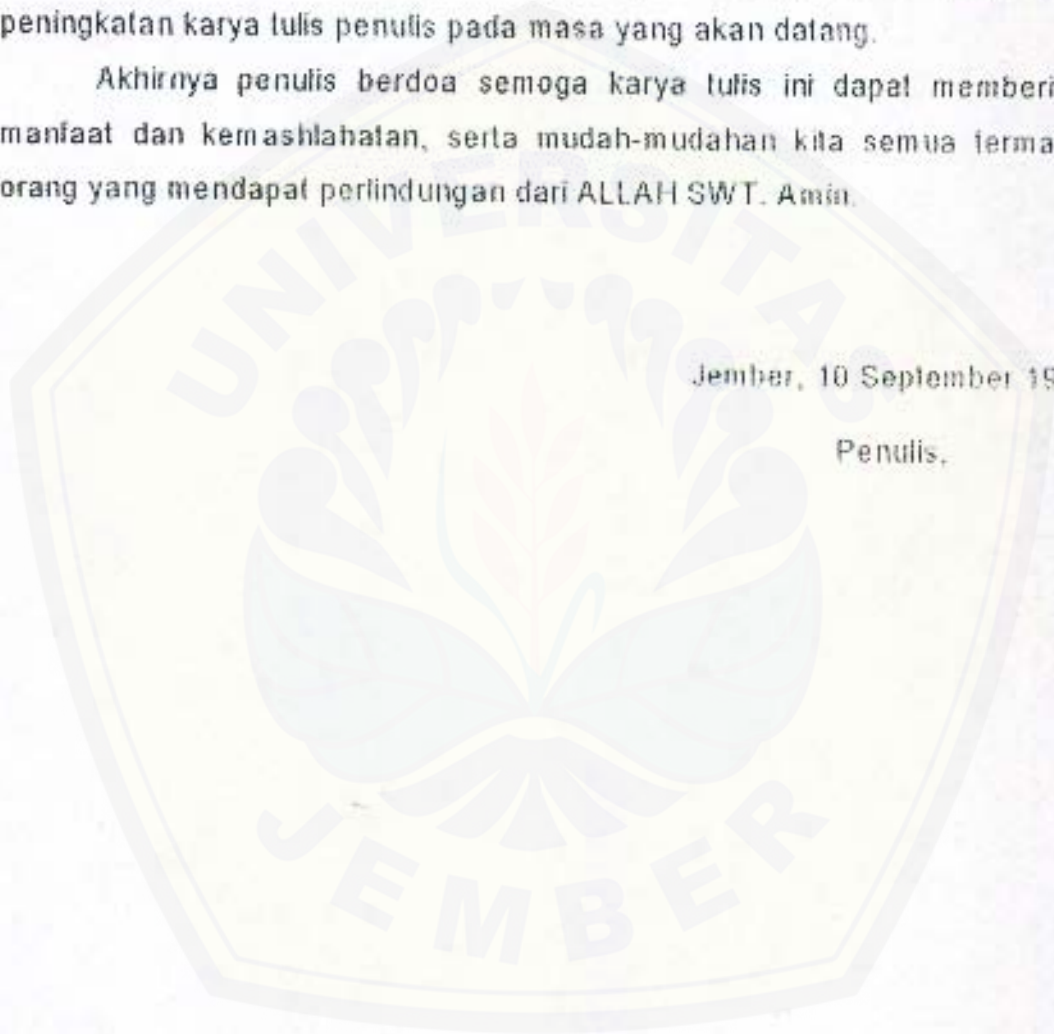 peningkatan karya tulis penulis pada masa yang akan datang.
Akhirnya penulis berdoa semoga karya tulis ini dapat memberi
manfaat dan kemashlahatan, serta mudah-mudahan kita semua terma
orang yang mendapat perlindungan dari ALLAH SWT. Amin.
Jember, 10 September 19
Penulis,
UNIVERSITAS
JEMBER